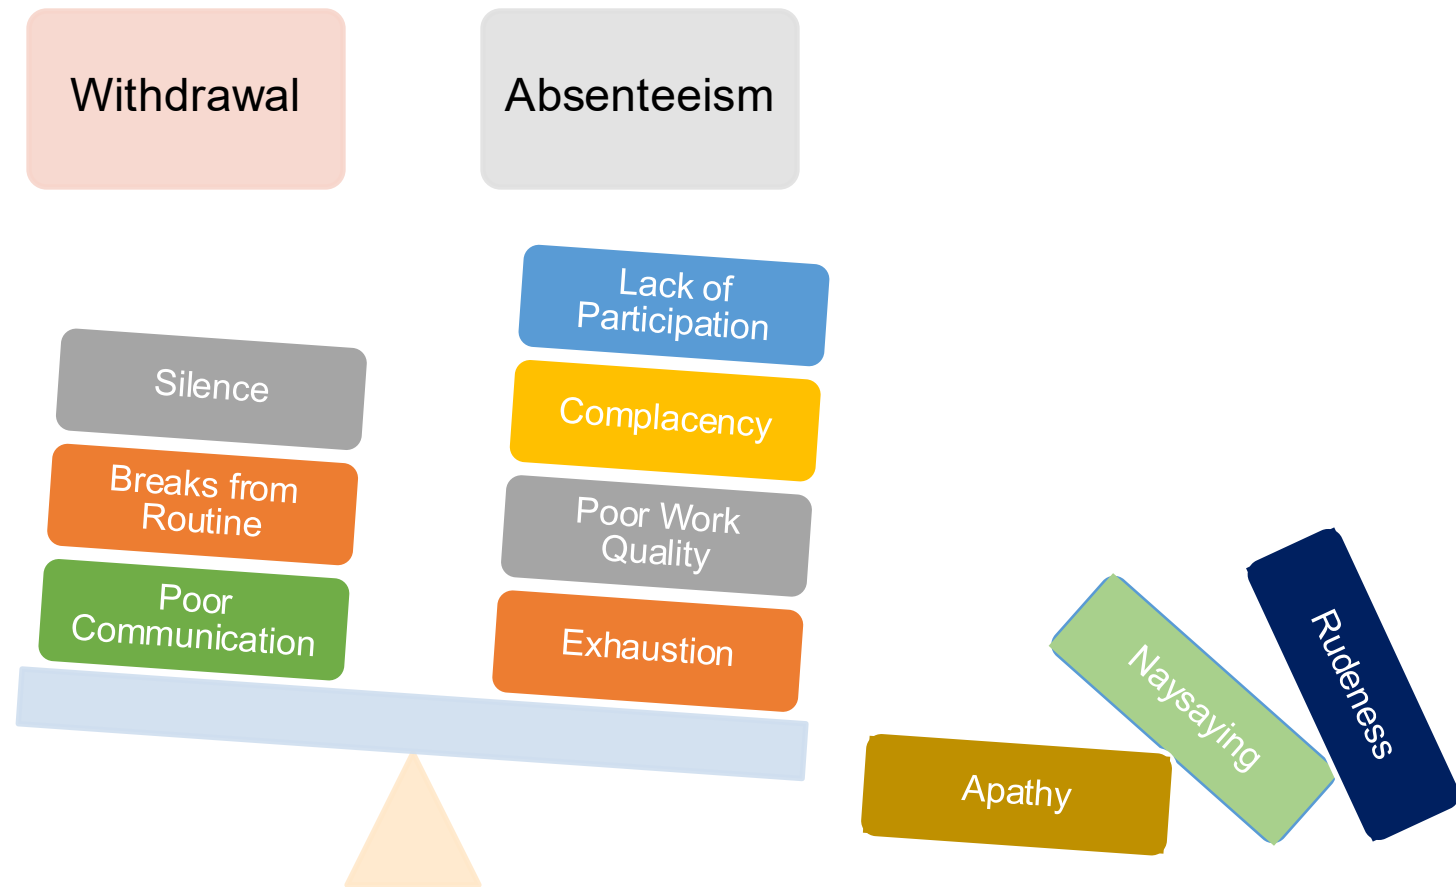 Withdrawal
Absenteeism
Silence
Breaks from
Routine
Poor
Communication
Lack of
Participation
Complacency
Poor Work
Quality
Exhaustion
Apathy
Naysaying
Rudeness